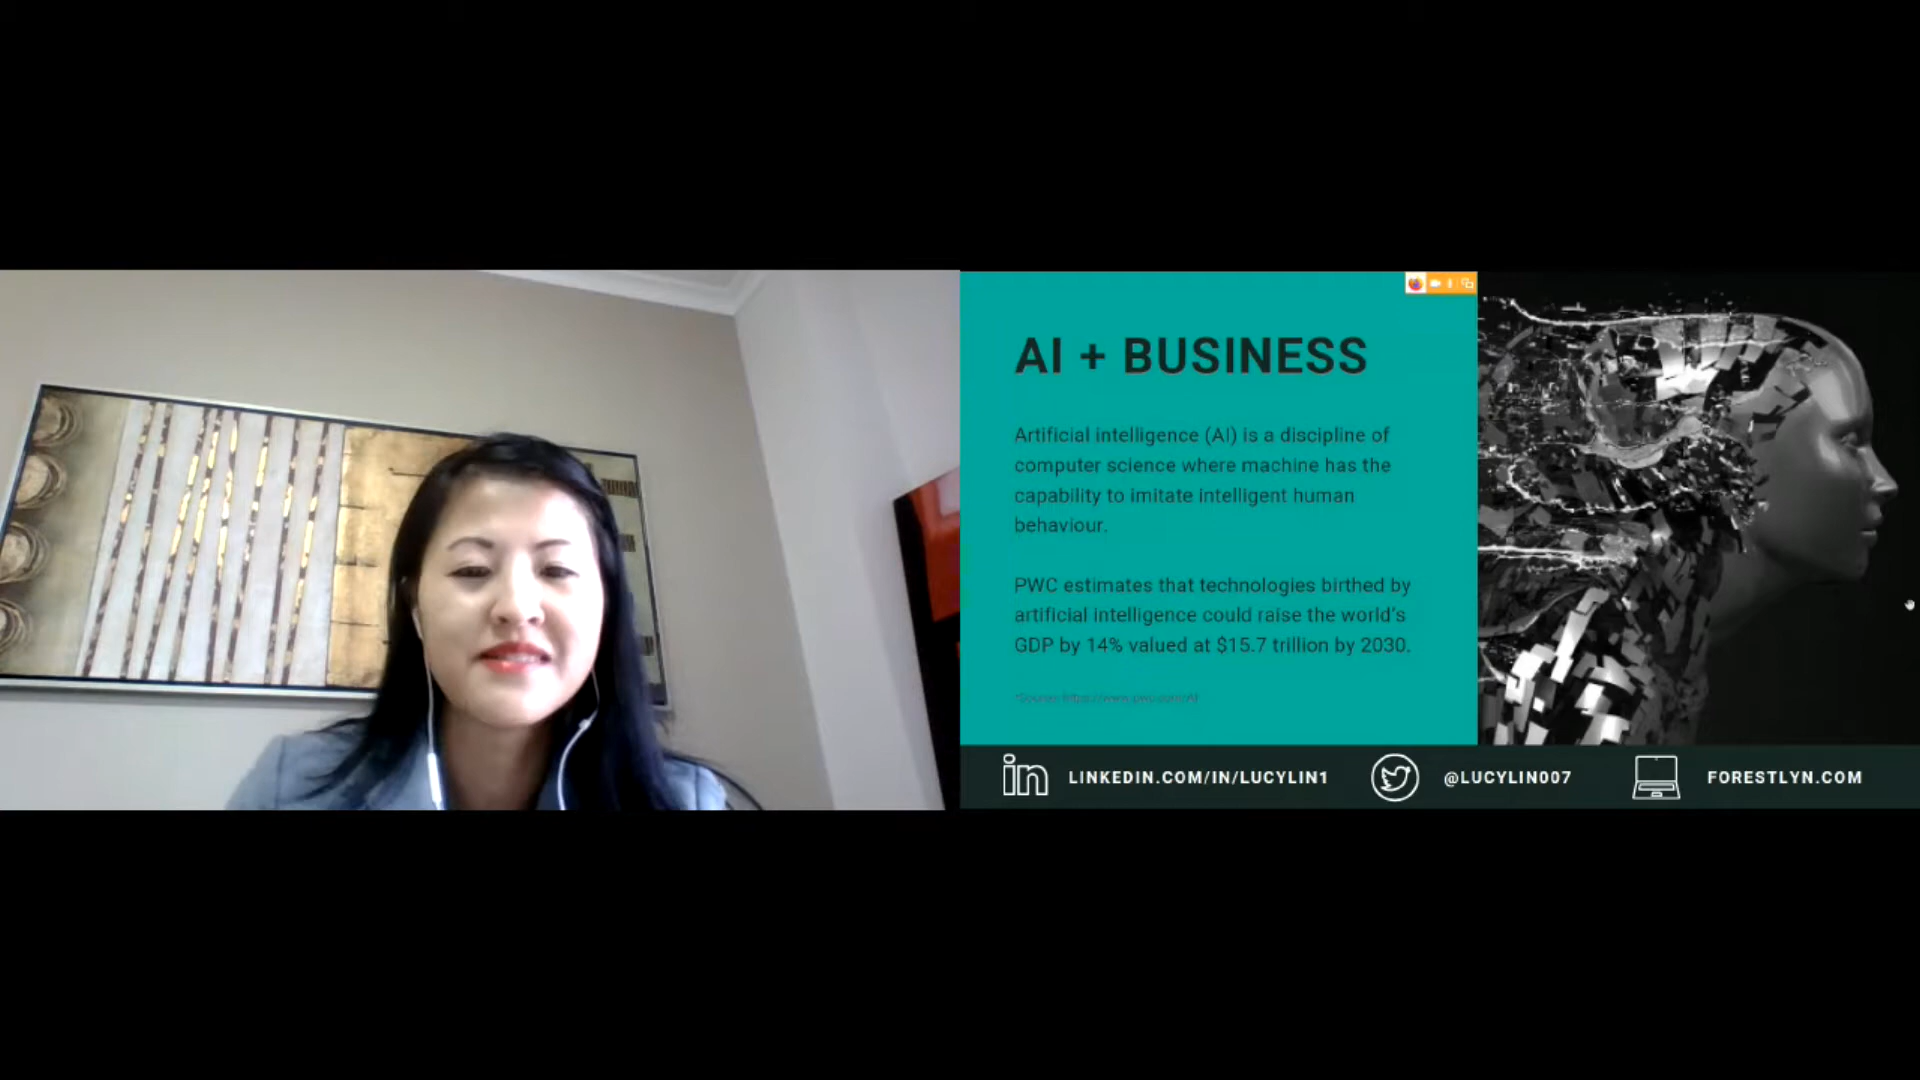 AI + BUSINESS
Artificial intelligence (AI) is a discipline of
computer science where machine has the
capability to imitate intelligent human
behaviour.
PWC estimates that technologies birthed by
artificial intelligence could raise the world's
GDP by 14% valued at $15.7 trillion by 2030.
in LINKEDIN.COM/IN/LUCYLIN1 @LUCYLIN007 FORESTLYN.COM